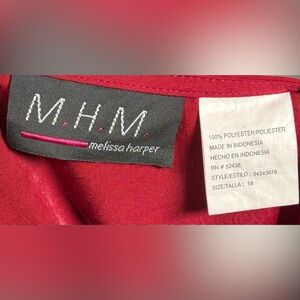 M.H.M.
melissa harper
100% POLYESTER/POLIESTER
MADE IN INDONESIA
HECHO EN INDONESIA
RN # 52438
STYLE/ESTILO : 04343679
SIZE/TALLA : 18